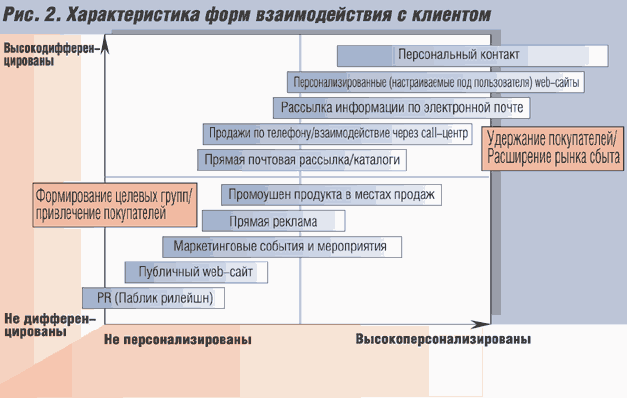 Рис. 2. Характеристика форм взаимодействия с клиентом
Высокодифферен-
цированы
Персональный контакт
Персонализированные (настраиваемые под пользователя) web-сайты
Рассылка информации по электронной почте
Продажи по телефону/взаимодействие через call-центр
Прямая почтовая рассылка/каталоги
Удержание покупателей/
Расширение рынка сбыта
Формирование целевых групп/
привлечение покупателей
Промоушен продукта в местах продаж
Прямая реклама
Маркетинговые события и мероприятия
Публичный web-сайт
PR (Паблик рилейшн)
Не дифферен-
цированы
Не персонализированы
Высокоперсонализированы